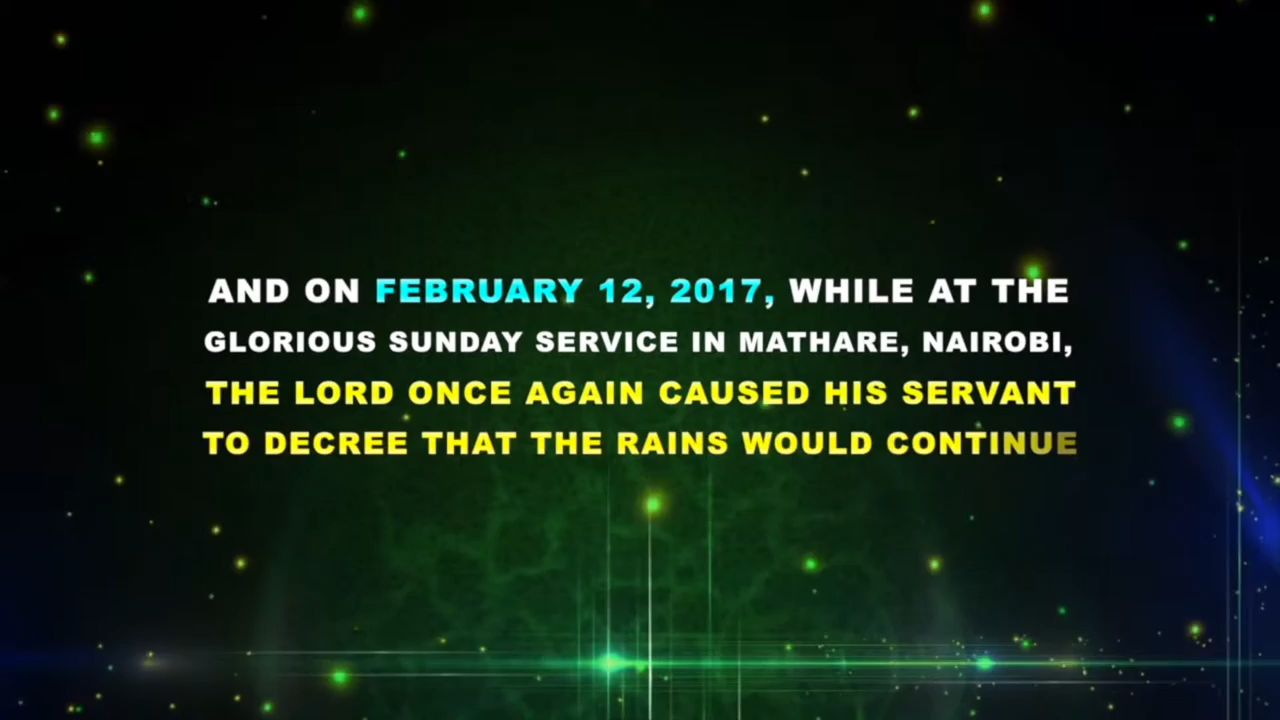 AND ON FEBRUARY 12, 2017, WHILE AT THE
GLORIOUS SUNDAY SERVICE IN MATHARE, NAIROBI,
THE LORD ONCE AGAIN CAUSED HIS SERVANT
TO DECREE THAT THE RAINS WOULD CONTINUE